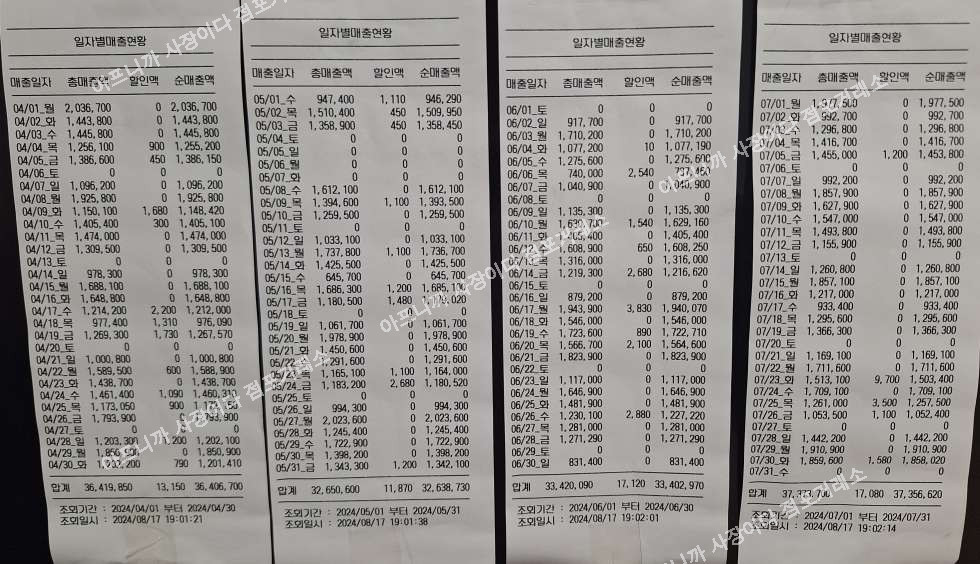 일자별매출현황
매출일자 총매출액 할인액 순매출액
04/01_월 2,036,700 0 2,036,700
04/02_화 1,443,800 0 1,443,800
04/03_수 1,445,800 0 1,445,800
04/04_목 1,256,100 900 1,255,200
04/05_금 1,386,600 450 1,386,150
04/06_토 0 0 0
04/07_일 1,096,200 0 1,096,200
04/08_월 1,925,800 0 1,925,800
04/09_화 1,150,100 1,680 1,148,420
04/10_수 1,405,400 300 1,405,100
04/11_목 1,474,000 0 1,474,000
04/12_금 1,309,500 0 1,309,500
04/13_토 0 0 0
04/14_일 978,300 0 978,300
04/15_월 1,688,100 0 1,688,100
04/16_화 1,648,800 0 1,648,800
04/17_수 1,214,200 2,200 1,212,000
04/18_목 977,400 1,310 976,090
04/19_금 1,269,300 1,730 1,267,570
04/20_토 0 0 0
04/21_일 1,000,800 0 1,000,800
04/22_월 1,589,500 600 1,588,900
04/23_화 1,438,700 0 1,438,700
04/24_수 1,461,400 1,090 1,460,310
04/25_목 1,173,050 900
04/26_금 1,793,900 0 1,793,900
04/27_토 0 0
04/28_일 1,203,300 1,200 1,202,100
04/29_월 0 1,850,900
04/30_화 790 1,201,410
합계 36,419,850 13,150 36,406,700
조회기간 : 2024/04/01 부터 2024/04/30
조회일시 : 2024/08/17 19:01:21
일자별매출현황
매출일자 총매출액 할인액 순매출액
05/01_수 947,400 1,110 946,290
05/02_목 1,510,400 450 1,509,950
05/03_금 1,358,900 450 1,358,450
05/04_토 0 0 0
05/05_일 0 0 0
05/06_월 0 0 0
05/07_화 0 0 0
05/08_수 1,612,100 0 1,612,100
05/09_목 1,394,600 1,100 1,393,500
05/10_금 1,259,500 0 1,259,500
05/11_토 0 0 0
05/12_일 1,033,100 0 1,033,100
05/13_월 1,737,800 1,100 1,736,700
05/14_화 1,425,500 0 1,425,500
05/15_수 645,700 0 645,700
05/16_목 1,686,300 1,200 1,685,100
05/17_금 1,180,500 1,480 1,179,020
05/18_토 0 0 0
05/19_일 1,061,700 0 1,061,700
05/20_월 1,978,900 0 1,978,900
05/21_화 1,450,600 0 1,450,600
05/22_수 1,291,600 0 1,291,600
05/23_목 1,165,100 1,100 1,164,000
05/24_금 1,183,200 2,680 1,180,520
05/25_토 0 0 0
05/26_일 994,300 0 994,300
05/27_월 2,023,600 0 2,023,600
05/28_화 1,245,400 0 1,245,400
05/29_수 1,722,900 0 1,722,900
05/30_목 1,398,200 0 1,398,200
05/31_금 1,343,300 1,200 1,342,100
합계 32,650,600 11,870 32,638,730
조회기간 : 2024/05/01 부터 2024/05/31
조회일시 : 2024/08/17 19:01:38
일자별매출현황
매출일자 총매출액 할인액 순매출액
06/01_토 0 0 0
06/02_일 917,700 0 917,700
06/03_월 1,710,200 0 1,710,200
06/04_화 1,077,200 10 1,077,190
06/05_수 1,275,600 0 1,275,600
06/06_목 740,000 2,540 737,460
06/07_금 1,040,900 0 1,040,900
06/08_토 0 0 0
06/09_일 1,135,300 0 1,135,300
06/10_월 1,630,700 1,540 1,629,160
06/11_화 1,405,400 0 1,405,400
06/12_수 1,608,900 650 1,608,250
06/13_목 1,316,000 0 1,316,000
06/14_금 1,219,300 2,680 1,216,620
06/15_토 0 0 0
06/16_일 879,200 0 879,200
06/17_월 1,943,900 3,830 1,940,070
06/18_화 1,546,000 0 1,546,000
06/19_수 1,723,600 890 1,722,710
06/20_목 1,566,700 2,100 1,564,600
06/21_금 1,823,900 0 1,823,900
06/22_토 0 0 0
06/23_일 1,117,000 0 1,117,000
06/24_월 1,646,900 0 1,646,900
06/25_화 1,481,900 0 1,481,900
06/26_수 1,230,100 2,880 1,227,220
06/27_목 1,281,000 0 1,281,000
06/28_금 1,271,290 0 1,271,290
06/29_토 0 0 0
06/30_일 831,400 0 831,400
합계 33,420,090 17,120 33,402,970
조회기간 : 2024/06/01 부터 2024/06/30
조회일시 : 2024/08/17 19:02:01
일자별매출현황
매출일자 총매출액 할인액 순매출액
07/01_월 1,977,500 0 1,977,500
07/02_화 992,700 0 992,700
07/03_수 1,296,800 0 1,296,800
07/04_목 1,416,700 0 1,416,700
07/05_금 1,455,000 1,200 1,453,800
07/06_토 0 0 0
07/07_일 992,200 0 992,200
07/08_월 1,857,900 0 1,857,900
07/09_화 1,627,900 0 1,627,900
07/10_수 1,547,000 0 1,547,000
07/11_목 1,493,800 0 1,493,800
07/12_금 1,155,900 0 1,155,900
07/13_토 0 0 0
07/14_일 1,260,800 0 1,260,800
07/15_월 1,857,100 0 1,857,100
07/16_화 1,217,000 0 1,217,000
07/17_수 933,400 0 933,400
07/18_목 1,295,600 0 1,295,600
07/19_금 1,366,300 0 1,366,300
07/20_토 0 0 0
07/21_일 1,169,100 0 1,169,100
07/22_월 1,711,600 0 1,711,600
07/23_화 1,513,100 9,700 1,503,400
07/24_수 1,709,100 0 1,709,100
07/25_목 1,261,000 3,500 1,257,500
07/26_금 1,053,500 1,100 1,052,400
07/27_토 0 0 0
07/28_일 1,442,200 0 1,442,200
07/29_월 1,910,900 0 1,910,900
07/30_화 1,859,600 1,580 1,858,020
07/31_수 0 0 0
합계 37,373,700 17,080 37,356,620
조회기간 : 2024/07/01 부터 2024/07/31
조회일시 : 2024/08/17 19:02:14
아프니까 사장이다 점포거래소